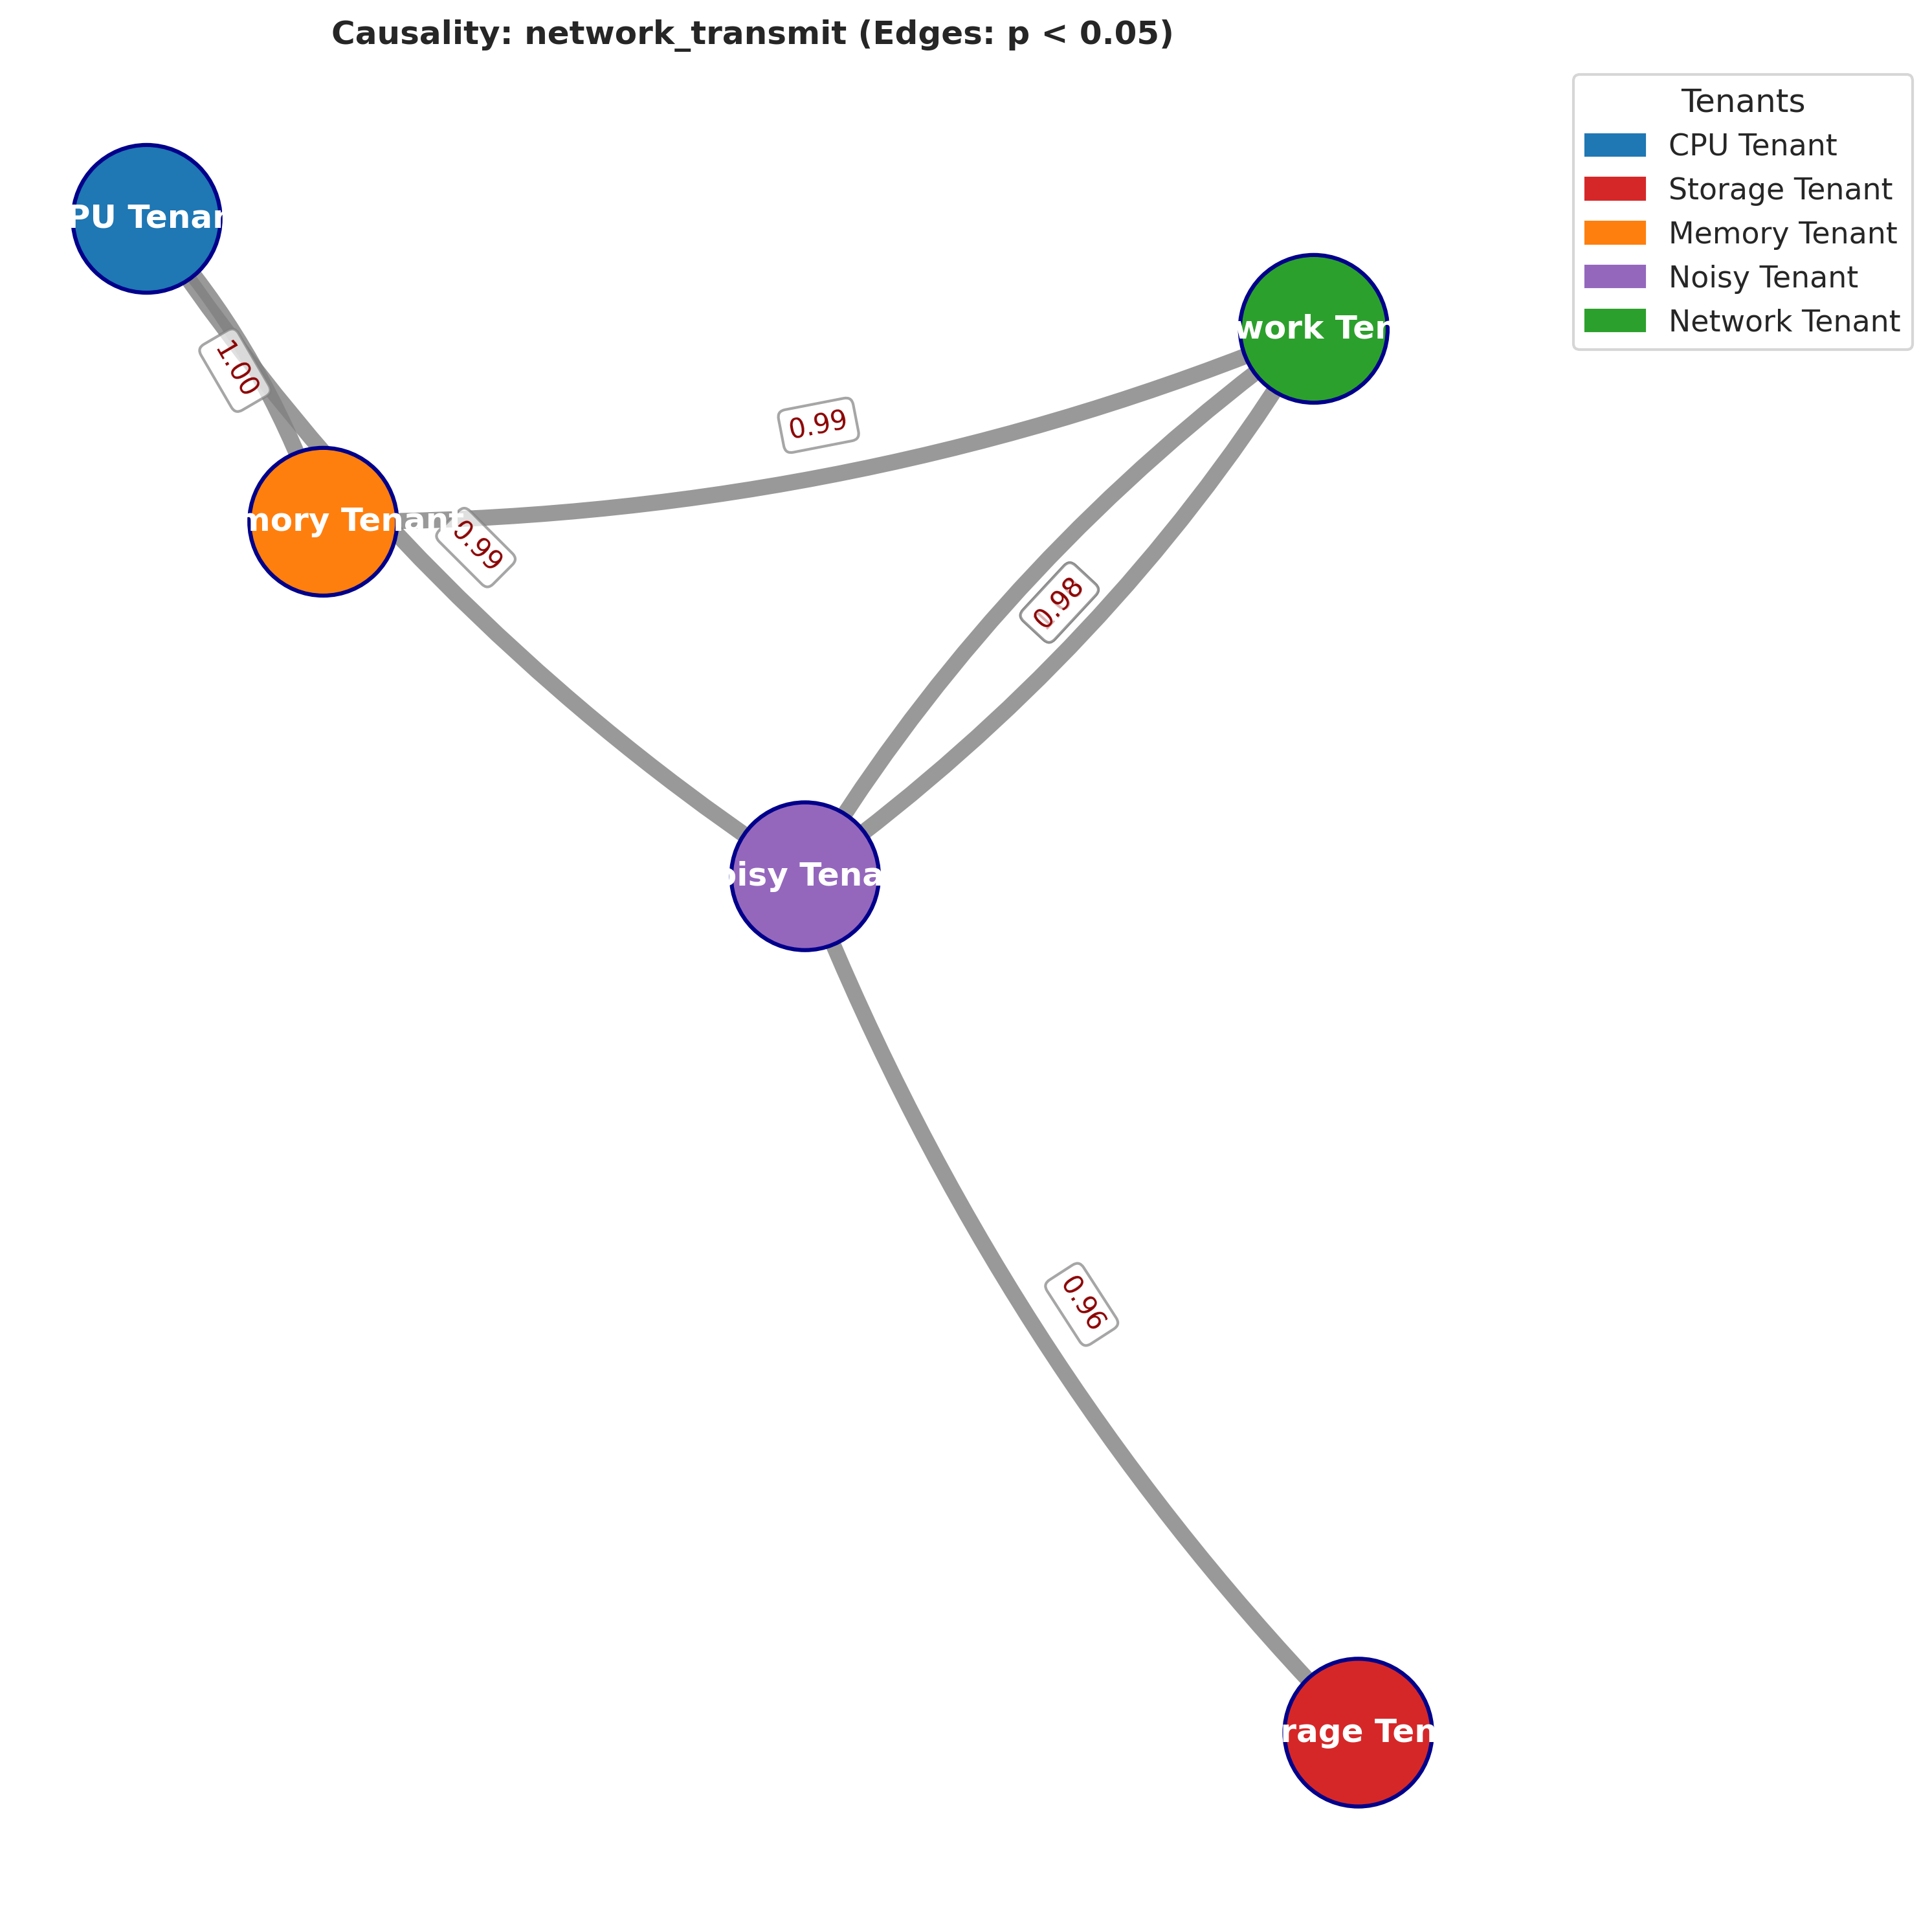 Causality: network_transmit (Edges: p < 0.05)
Tenants
CPU Tenant
Storage Tenant
Memory Tenant
Noisy Tenant
Network Tenant
PU Tenan
work Ten
1.00
0.99
mory Tenant
0.99
0.98
oisy Tena
0.96
rage Ten